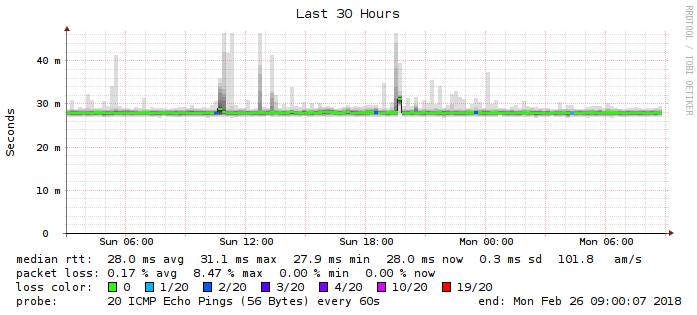 Last 30 Hours
RRDTOOL / TOBI OETIKER
Seconds
40 m
30 m
20 m
10 m
0
Sun 06:00 Sun 12:00 Sun 18:00 Mon 00:00 Mon 06:00
median rtt: 28.0 ms avg 31.1 ms max 27.9 ms min 28.0 ms now 0.3 ms sd 101.8 am/s
packet loss: 0.17 % avg 8.47 % max 0.00 % min 0.00 % now
loss color: 0 1/20 2/20 3/20 4/20 10/20 19/20
probe: 20 ICMP Echo Pings (56 Bytes) every 60s end: Mon Feb 26 09:00:07 2018